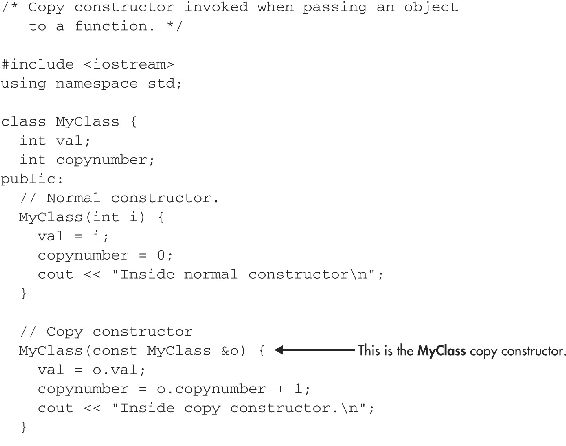 /* Copy constructor invoked when passing an object
   to a function. */

#include <iostream>
using namespace std;

class MyClass {
  int val;
  int copynumber;
public:
  // Normal constructor.
  MyClass(int i) {
    val = i;
    copynumber = 0;
    cout << "Inside normal constructor\n";
  }

  // Copy constructor
  MyClass(const MyClass &o) { This is the MyClass copy constructor.
    val = o.val;
    copynumber = o.copynumber + 1;
    cout << "Inside copy constructor.\n";
  }